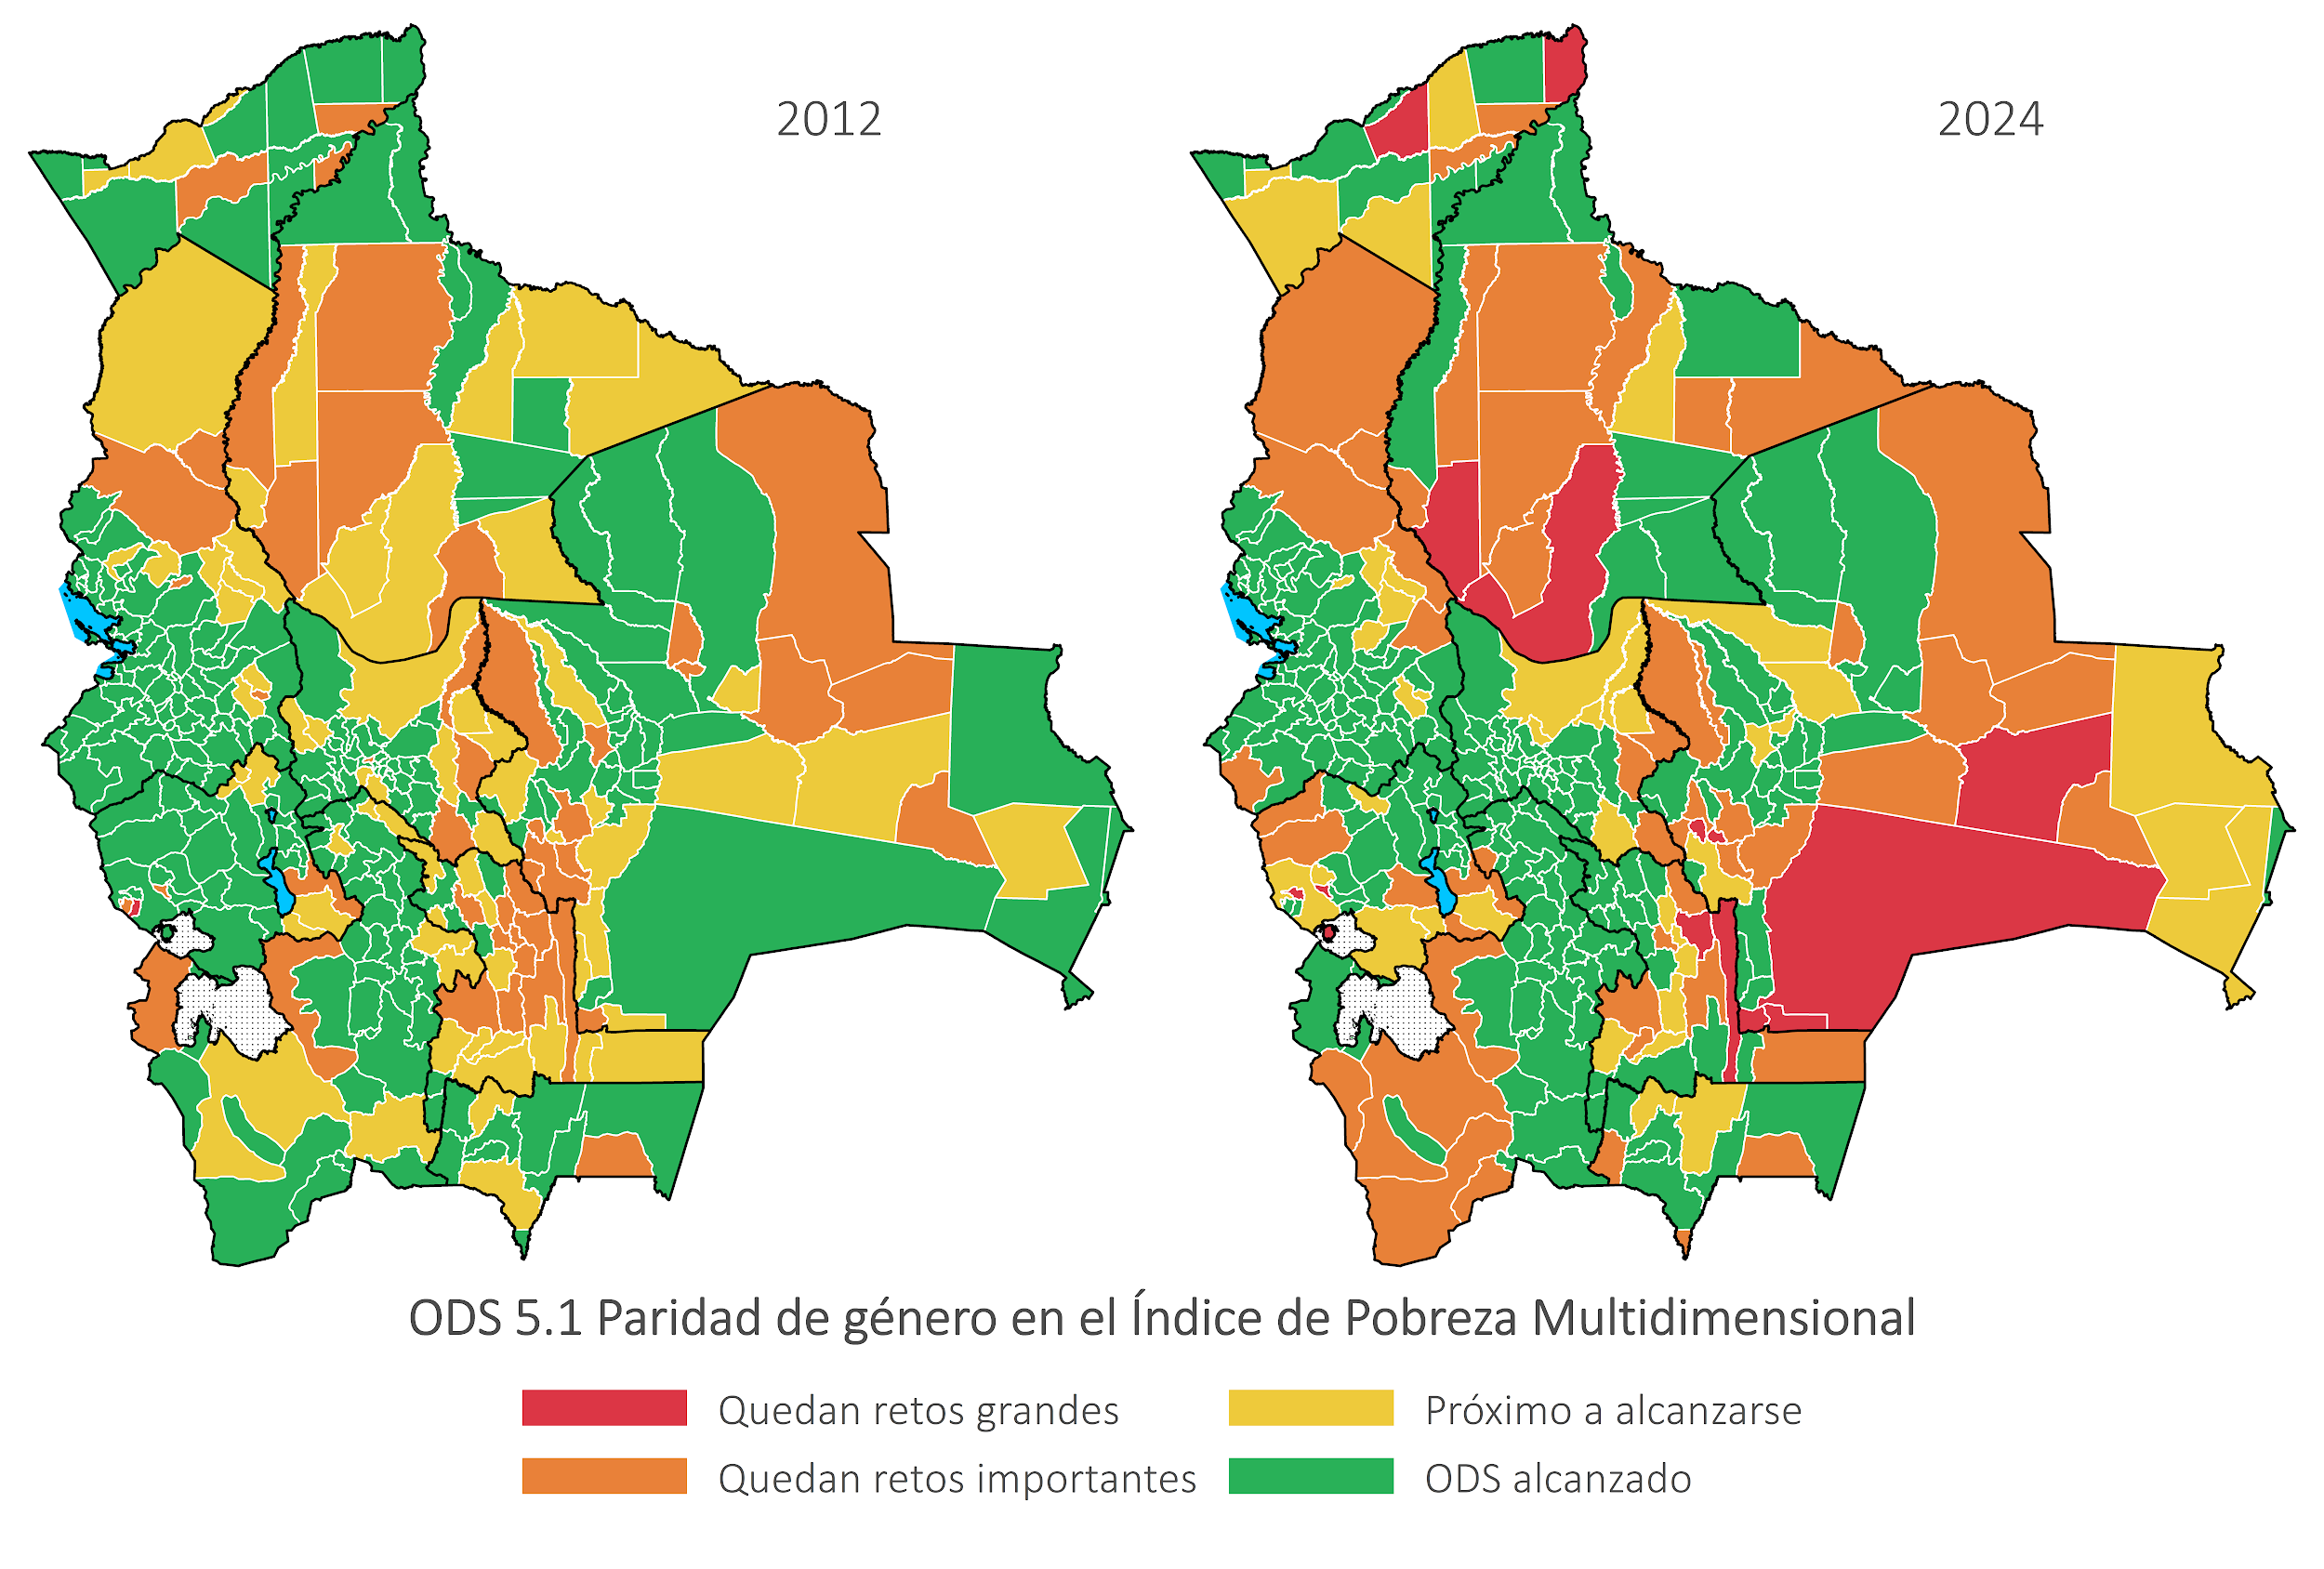 2012
2024
ODS 5.1 Paridad de género en el Índice de Pobreza Multidimensional
Quedan retos grandes
Próximo a alcanzarse
Quedan retos importantes
ODS alcanzado